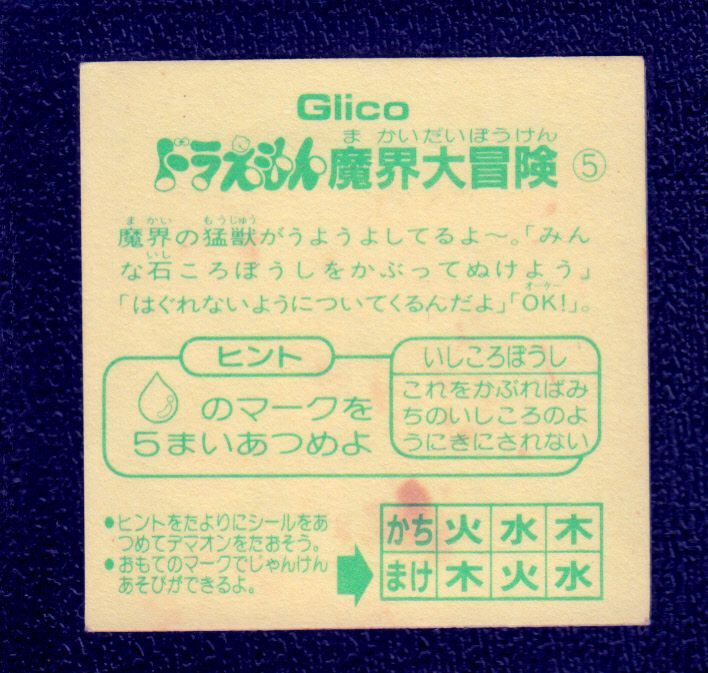 Glico
まかいだいぼうけん
ドラえもん魔界大冒険 ⑤
まかい もうじゅう
魔界の猛獣がうようよしてるよ〜。「みん
いし
な石ころぼうしをかぶってぬけよう」
オーケー
「はぐれないようについてくるんだよ」「OK!」。
ヒント
のマークを
5まいあつめよ
いしころぼうし
これをかぶればみ
ちのいしころのよ
うにきにされない
●ヒントをたよりにシールをあ
つめてデマオンをたおそう。
●おもてのマークでじゃんけん
あそびができるよ。
かち 火 水 木
まけ 木 火 水